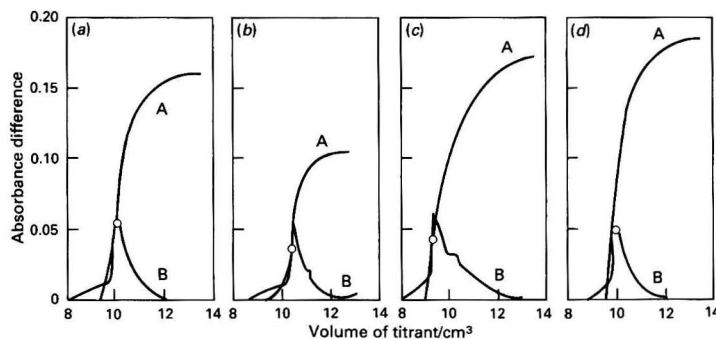 0.20
(a)
(b)
(c)
(d)
A
A
A
A
0.15
0.10
0.05
0
B
B
B
B
8 10 12 14
8 10 12 14
8 10 12 14
8 10 12 14
Absorbance difference
Volume of titrant/cm³